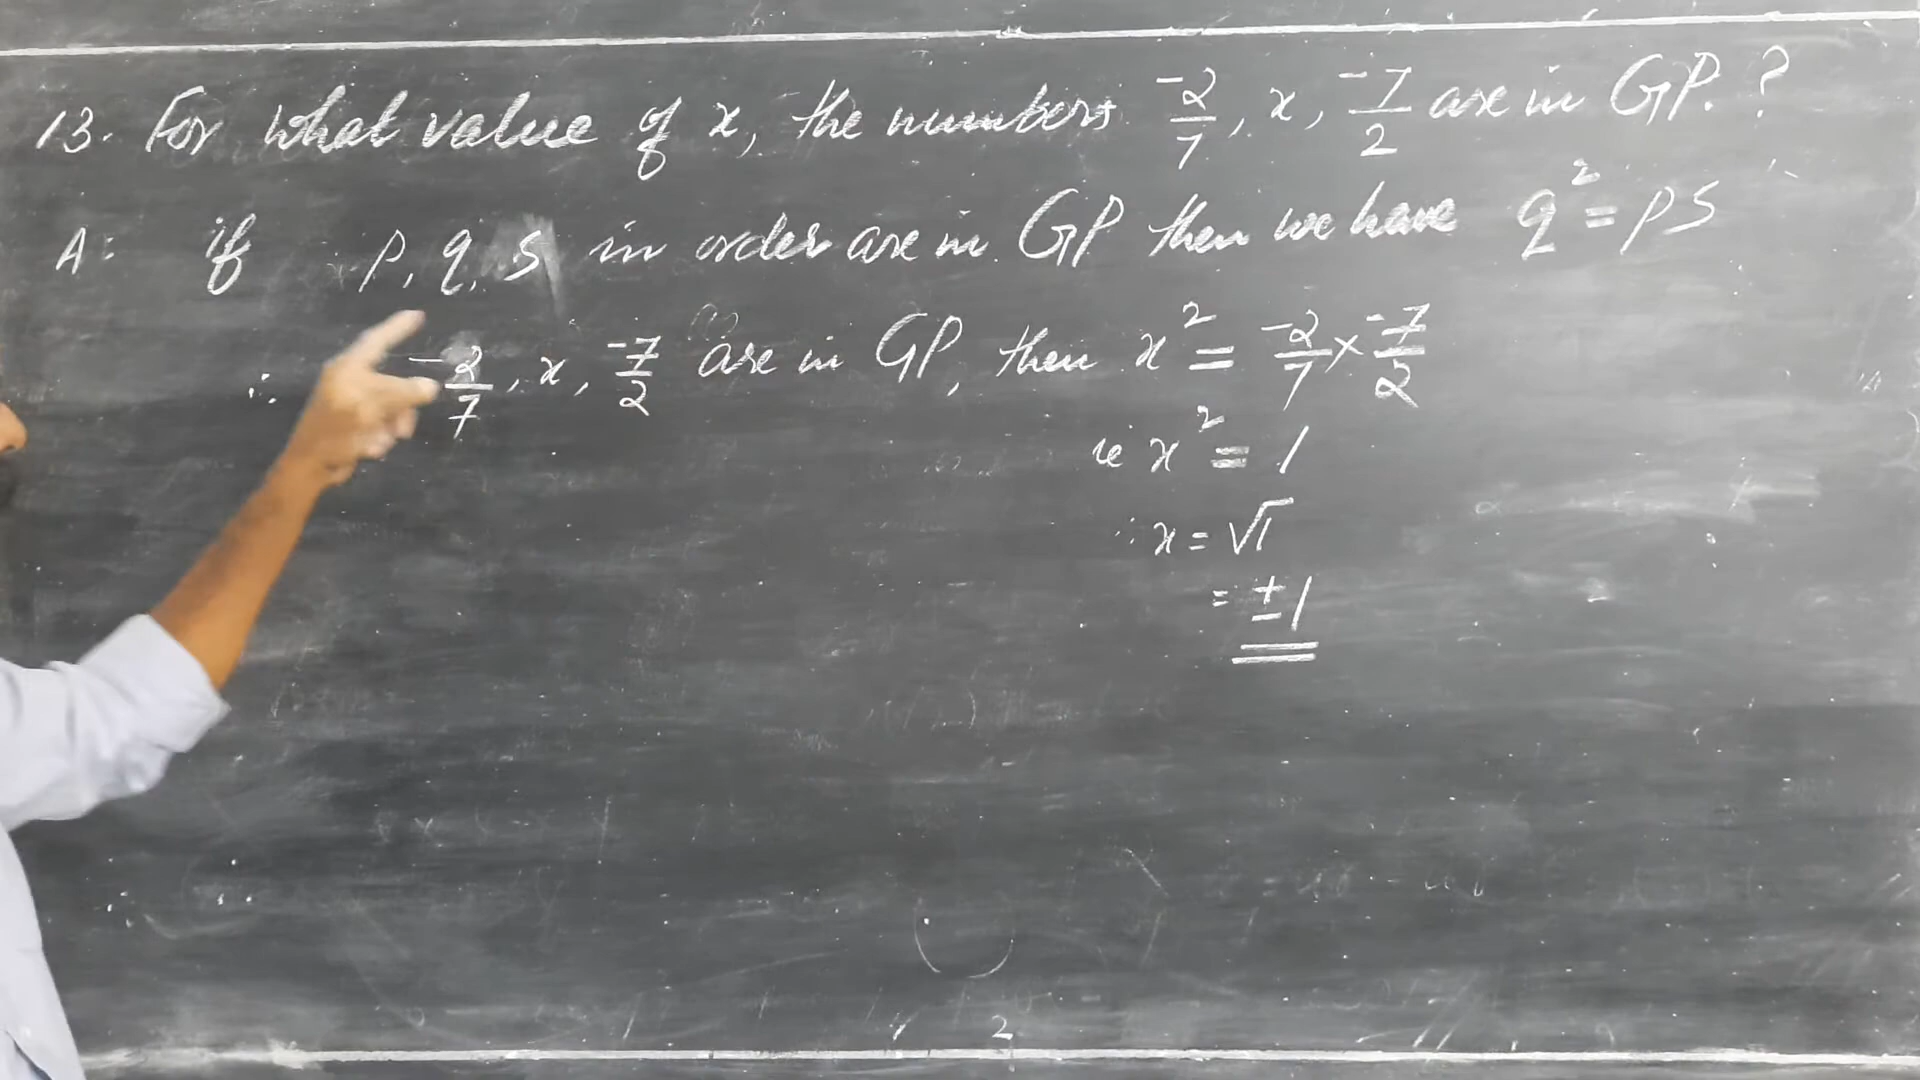 13. For what value of x, the numbers -2/7, x, -7/2 are in GP. ?
A: if p, q, s in order are in GP then we have q² = ps
∴ -2/7, x, -7/2 are in GP, then x² = -2/7 × -7/2
ie x² = 1
∴ x = √1
= ±1
2